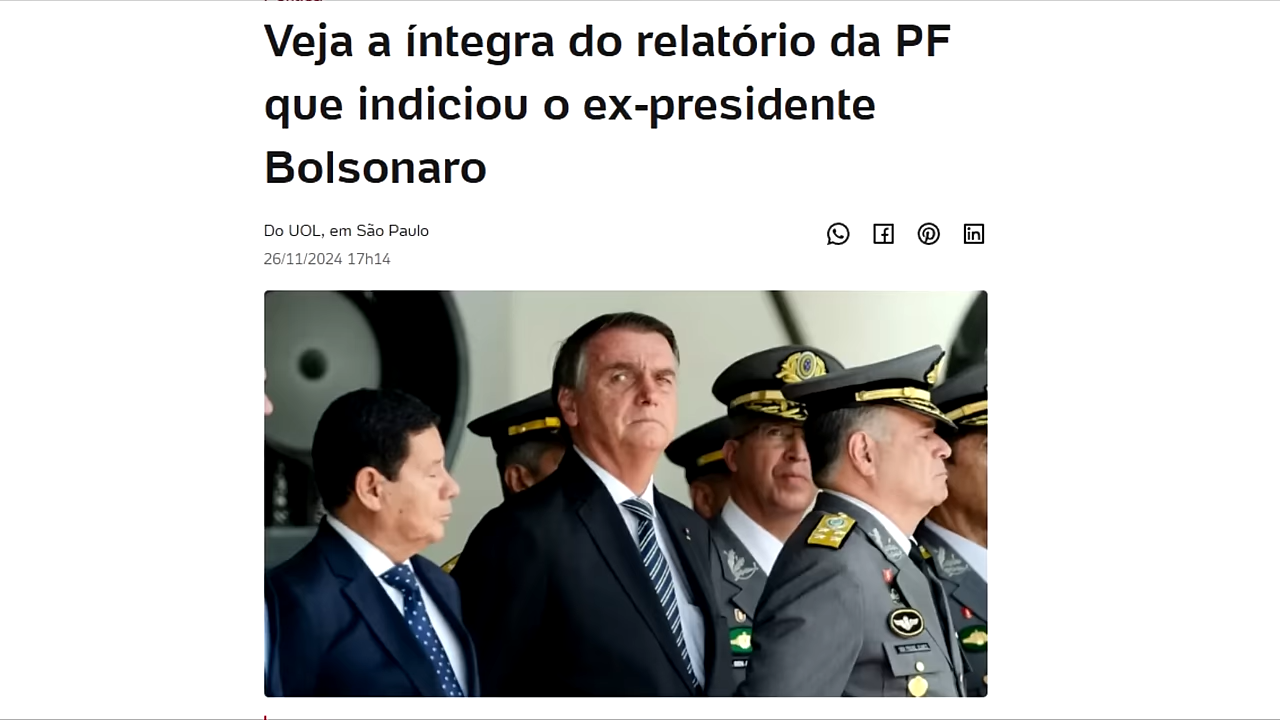 Veja a íntegra do relatório da PF
que indiciou o ex-presidente
Bolsonaro
Do UOL, em São Paulo
26/11/2024 17h14